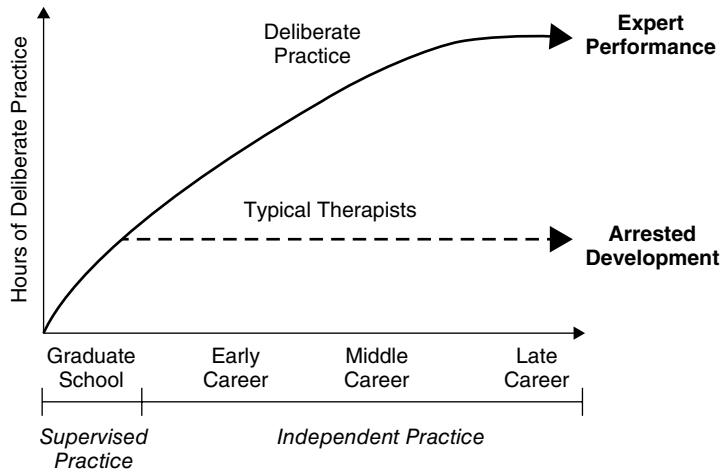 Hours of Deliberate Practice
Deliberate
Practice
Expert
Performance
Typical Therapists
Arrested
Development
Graduate
School
Early
Career
Middle
Career
Late
Career
Supervised
Practice
Independent Practice